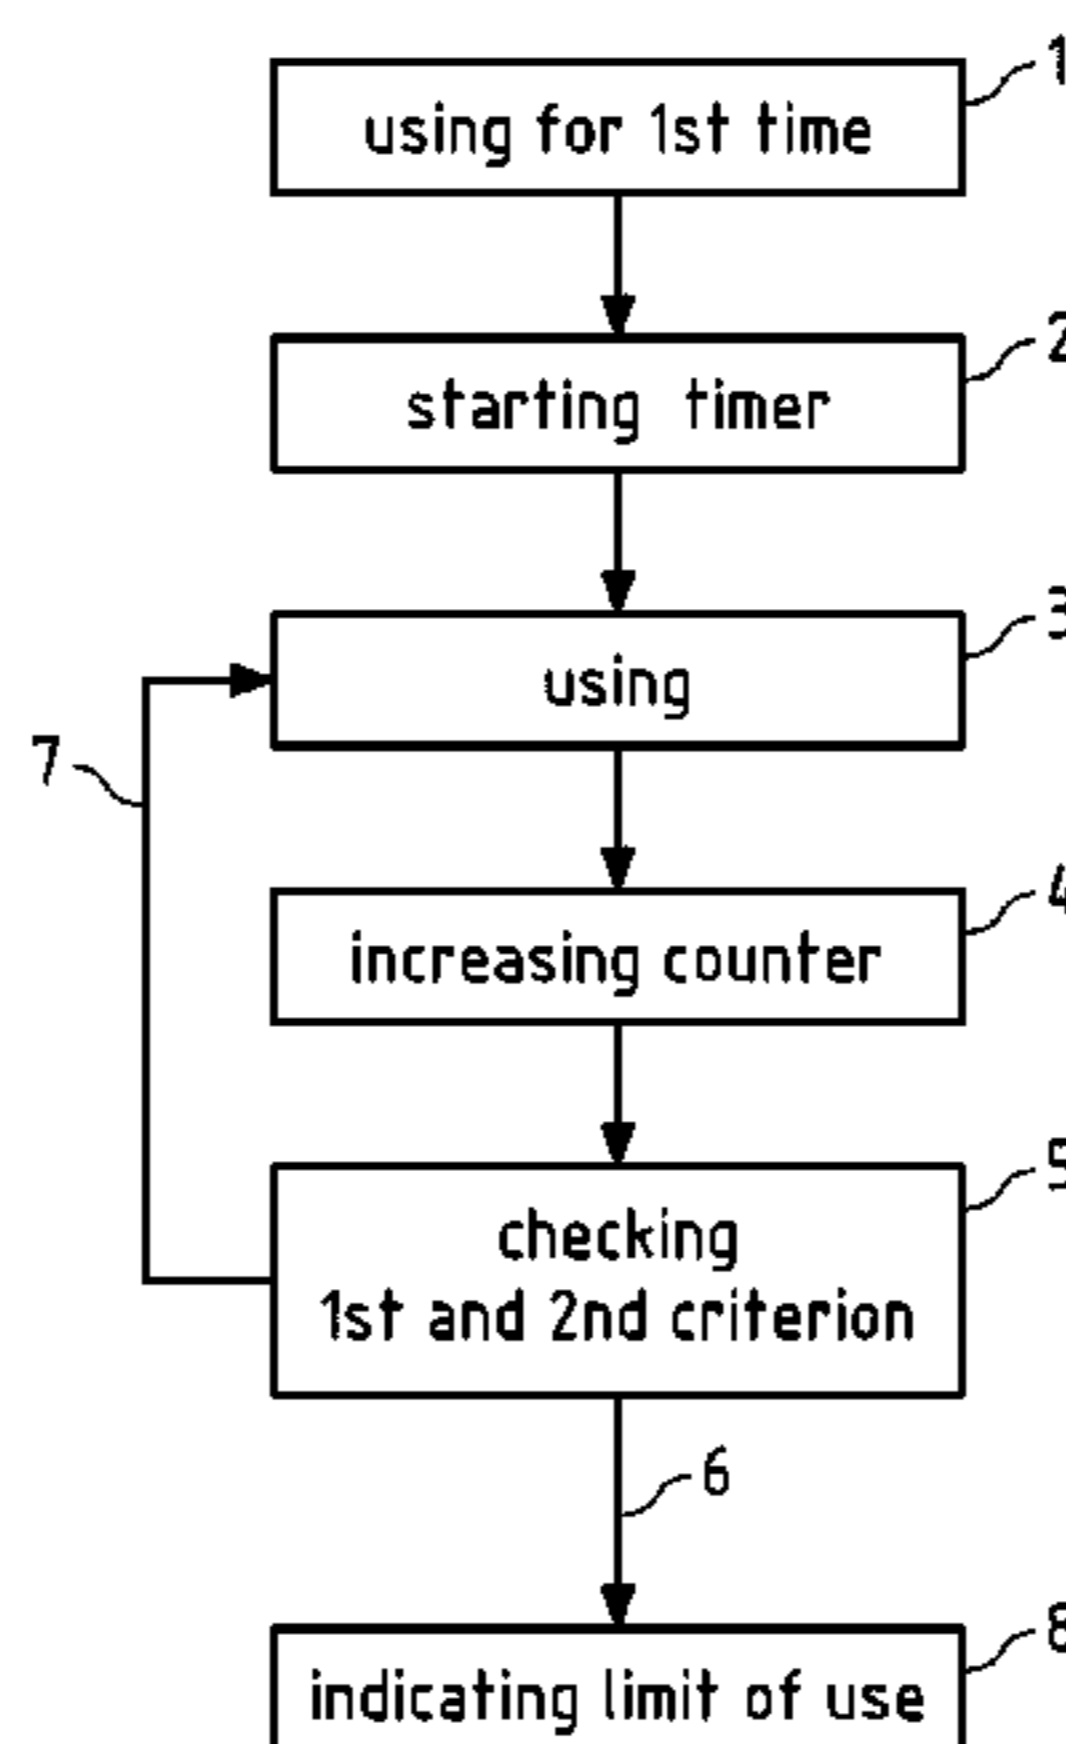 1
using for 1st time
2
starting timer
3
using
7
4
increasing counter
5
checking
1st and 2nd criterion
6
8
indicating limit of use